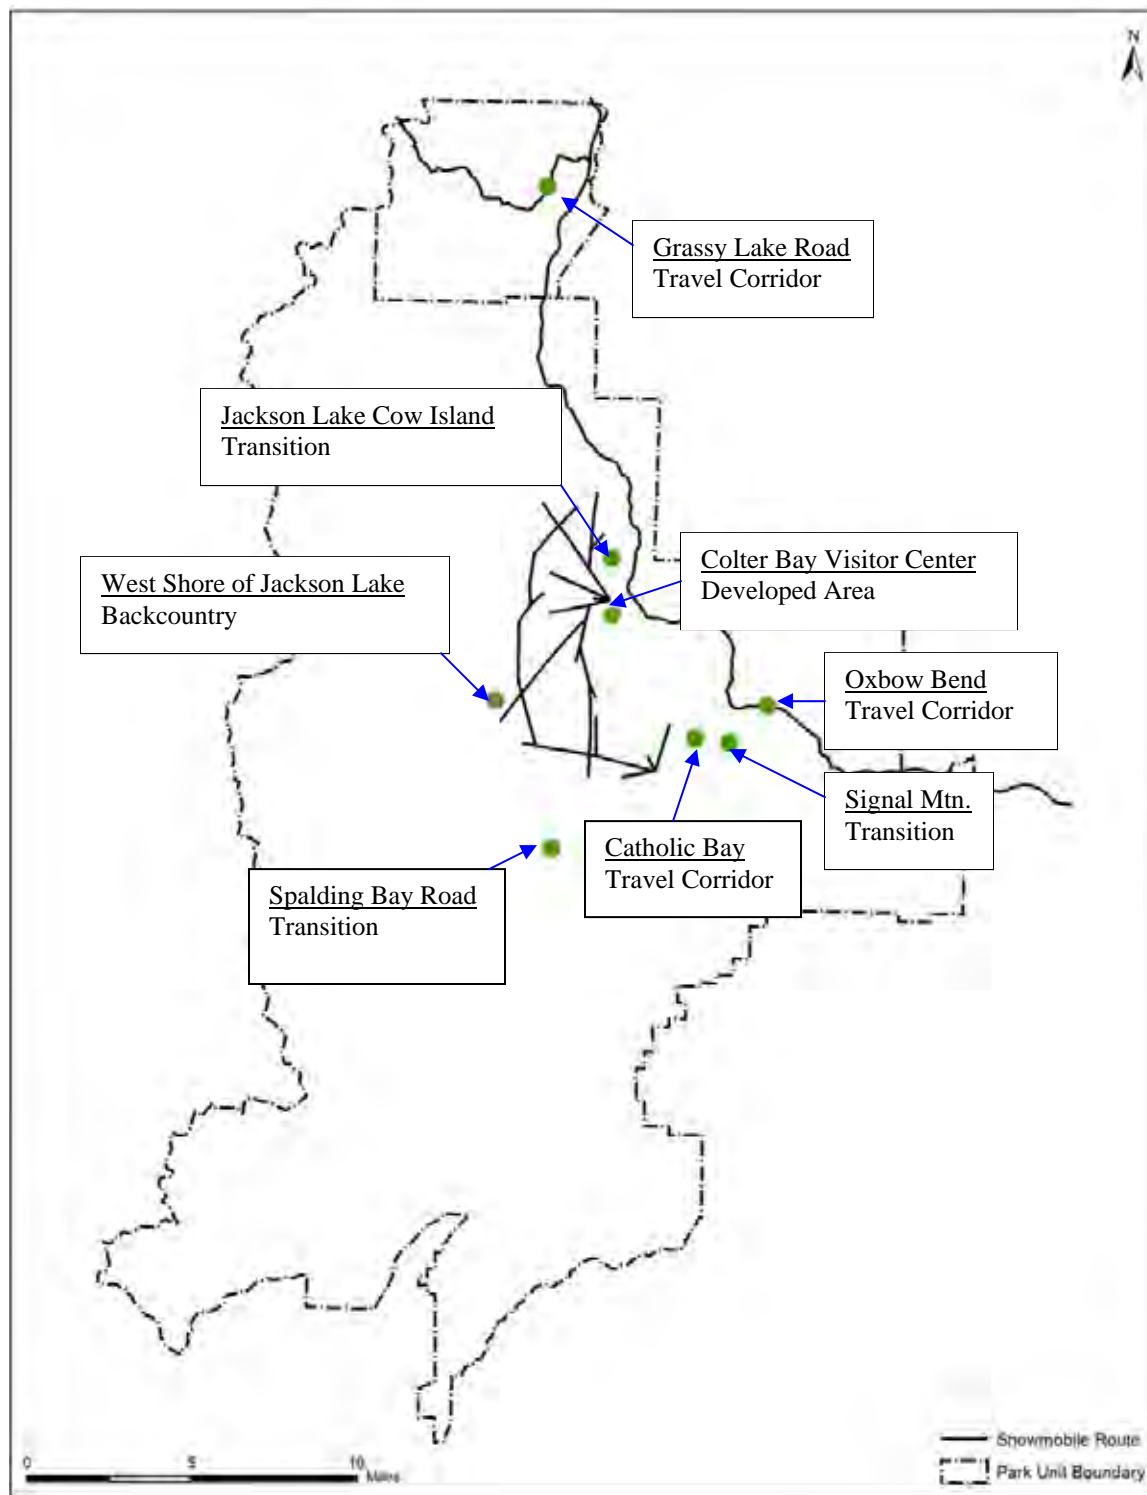 N
Grassy Lake Road
Travel Corridor
Jackson Lake Cow Island
Transition
Colter Bay Visitor Center
Developed Area
West Shore of Jackson Lake
Backcountry
Oxbow Bend
Travel Corridor
Signal Mtn.
Transition
Catholic Bay
Travel Corridor
Spalding Bay Road
Transition
Snowmobile Route
Park Unit Boundary
0 5 10
Miles